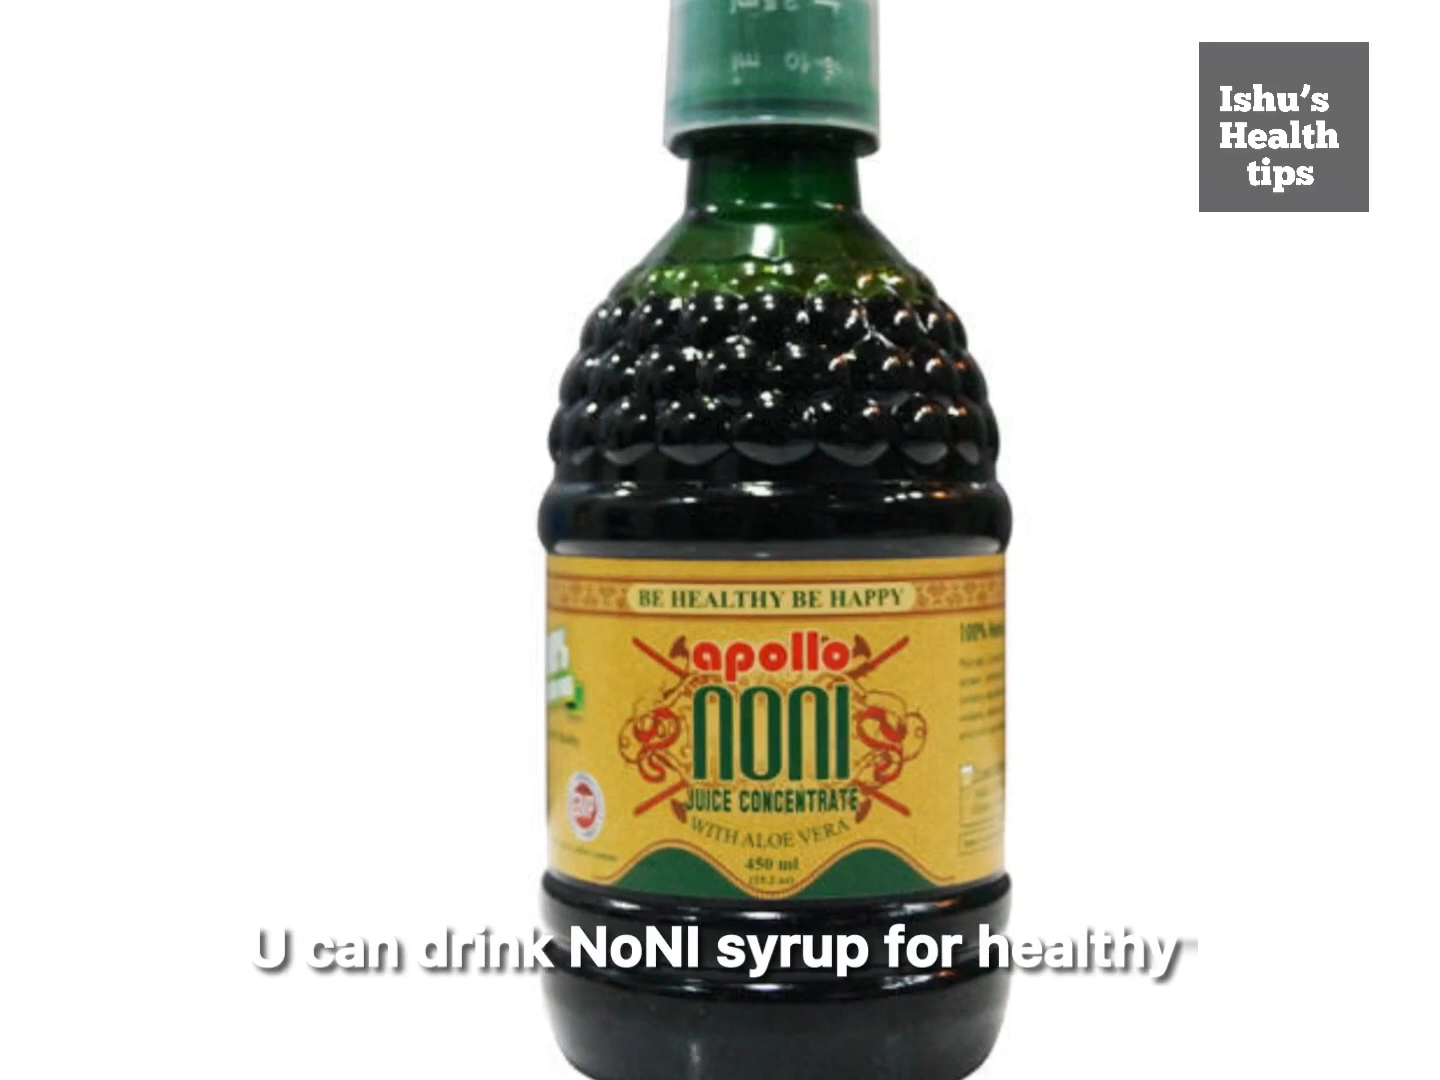 Ishu's
Health
tips
BE HEALTHY BE HAPPY
apollo
NONI
JUICE CONCENTRATE
WITH ALOE VERA
450 ml
100%
U can drink NoNI syrup for healthy